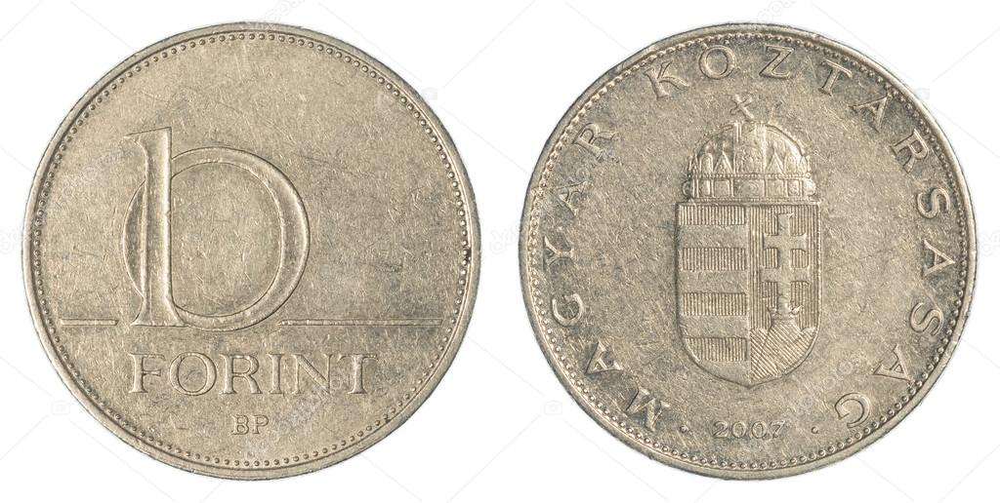 10
FORINT
BP
MAGYAR KÖZTÁRSASÁG
· 2007 ·